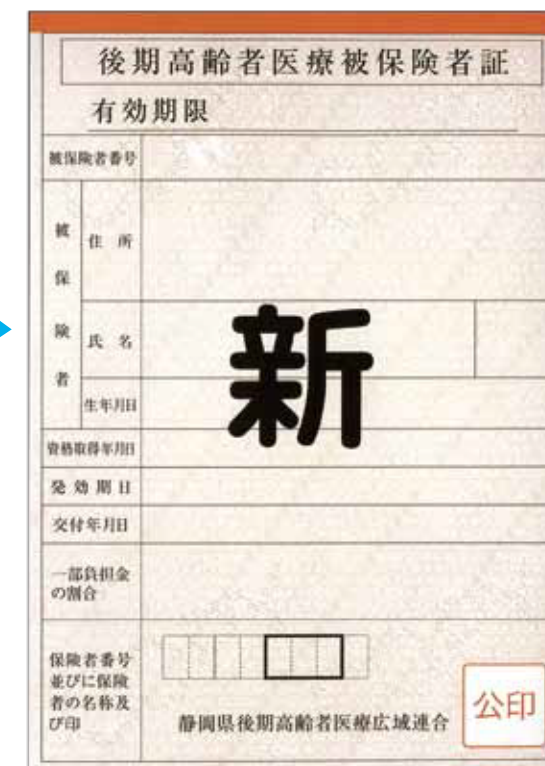 後期高齢者医療被保険者証
有効期限
被保険者番号
被保険者
住所
氏名
生年月日
新
資格取得年月日
発効期日
交付年月日
一部負担金
の割合
保険者番号
並びに保険
者の名称及
び印
静岡県後期高齢者医療広域連合
公印